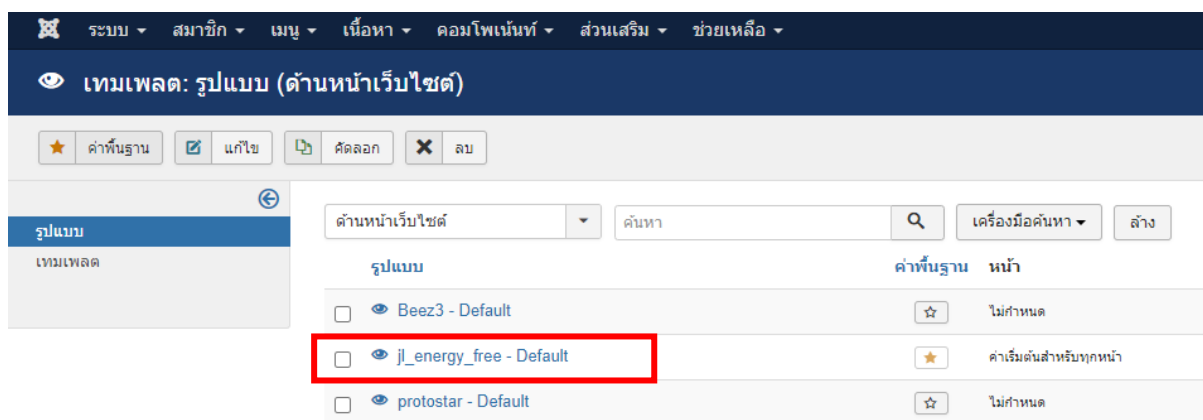 ระบบ สมาชิก เมนู เนื้อหา คอมโพเน้นท์ ส่วนเสริม ช่วยเหลือ
เทมเพลต: รูปแบบ (ด้านหน้าเว็บไซต์)
ค่าพื้นฐาน แก้ไข คัดลอก ลบ
รูปแบบ
เทมเพลต
ด้านหน้าเว็บไซต์ ค้นหา เครื่องมือค้นหา ล้าง
รูปแบบ ค่าพื้นฐาน หน้า
Beez3 - Default ไม่กำหนด
jl_energy_free - Default ค่าเริ่มต้นสำหรับทุกหน้า
protostar - Default ไม่กำหนด